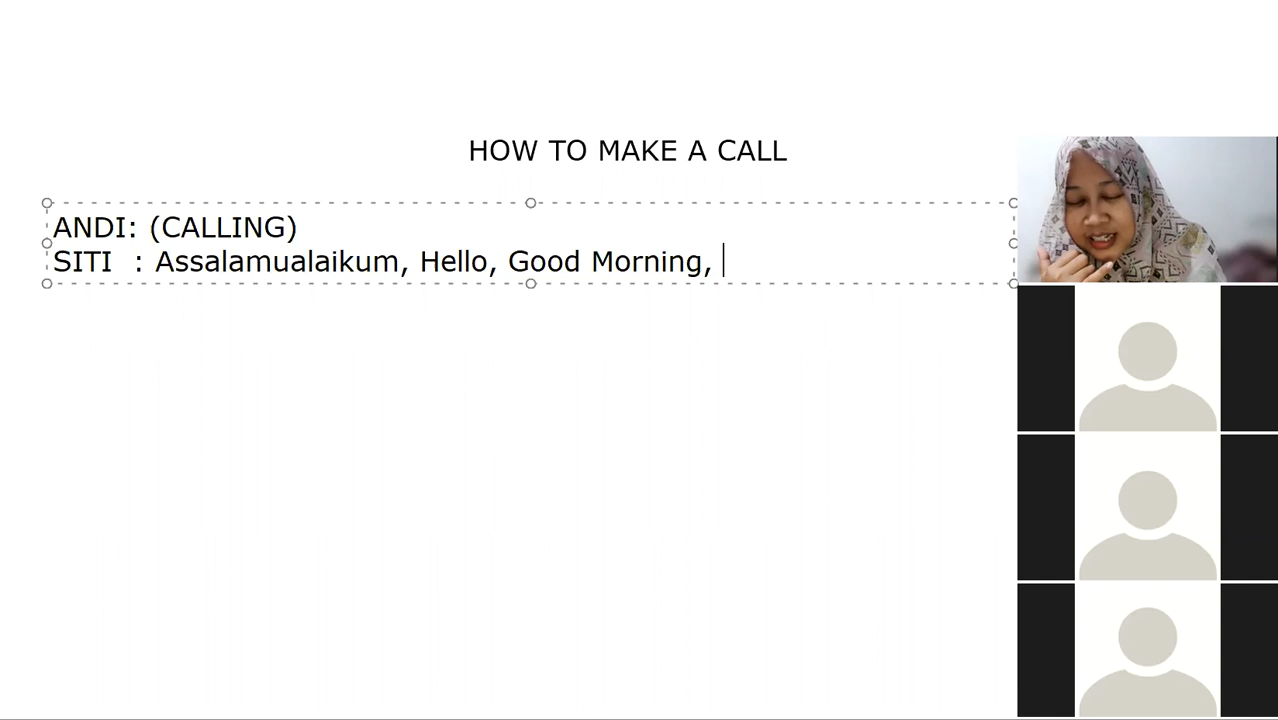 HOW TO MAKE A CALL
ANDI: (CALLING)
SITI : Assalamualaikum, Hello, Good Morning,